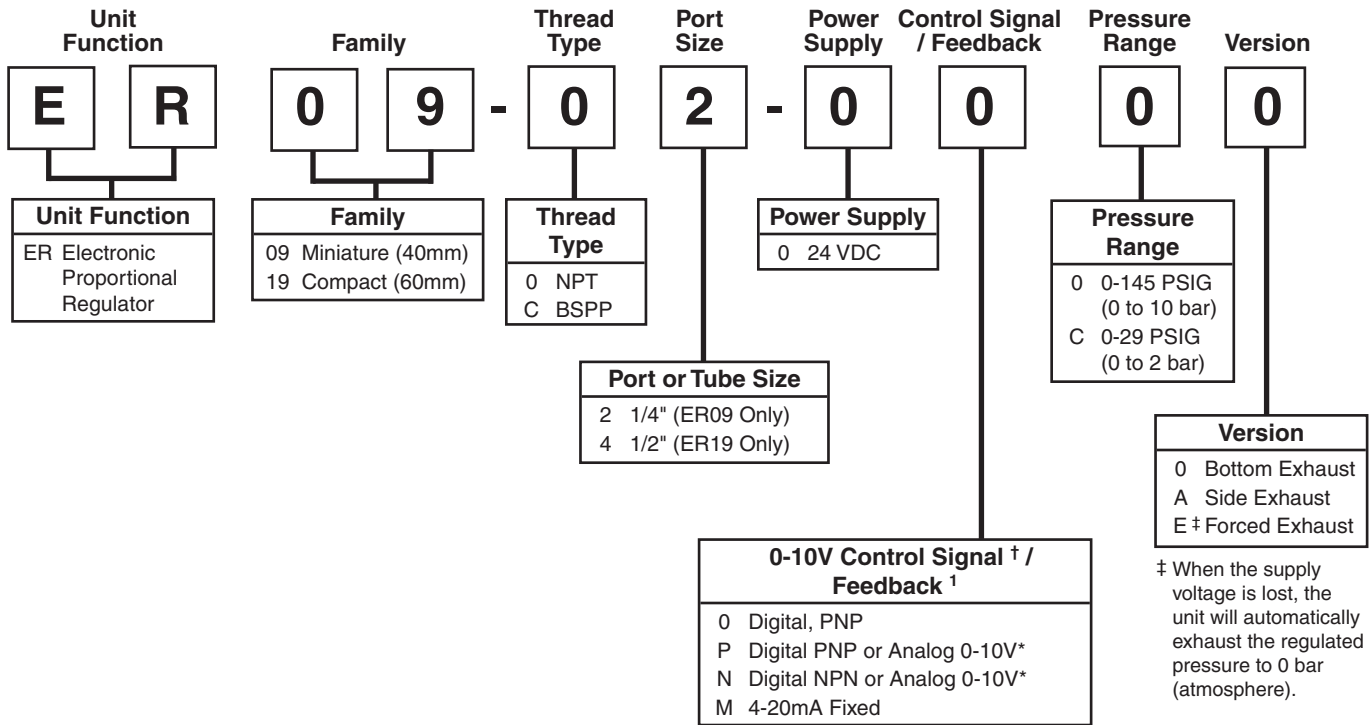 Unit
Function
Family
Thread
Type
Port
Size
Power
Supply
Control Signal
/ Feedback
Pressure
Range
Version
E R 0 9 - 0 2 - 0 0 0 0
Unit Function
ER Electronic
Proportional
Regulator
Family
09 Miniature (40mm)
19 Compact (60mm)
Thread
Type
0 NPT
C BSPP
Power Supply
0 24 VDC
Pressure
Range
0 0-145 PSIG
(0 to 10 bar)
C 0-29 PSIG
(0 to 2 bar)
Port or Tube Size
2 1/4" (ER09 Only)
4 1/2" (ER19 Only)
Version
0 Bottom Exhaust
A Side Exhaust
E ‡ Forced Exhaust
0-10V Control Signal † /
Feedback ¹
0 Digital, PNP
P Digital PNP or Analog 0-10V*
N Digital NPN or Analog 0-10V*
M 4-20mA Fixed
‡ When the supply
voltage is lost, the
unit will automatically
exhaust the regulated
pressure to 0 bar
(atmosphere).